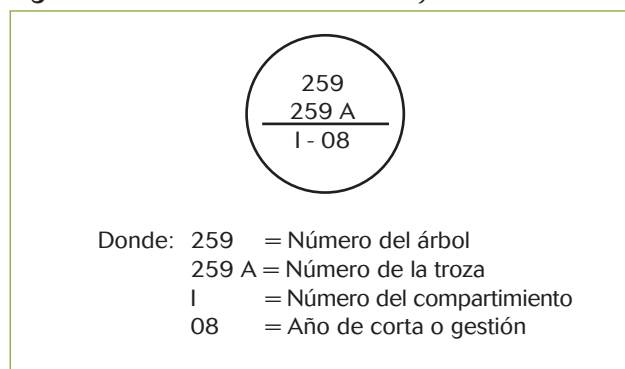 259
259 A
I - 08
Donde: 259 = Número del árbol
259 A = Número de la troza
I = Número del compartimiento
08 = Año de corta o gestión